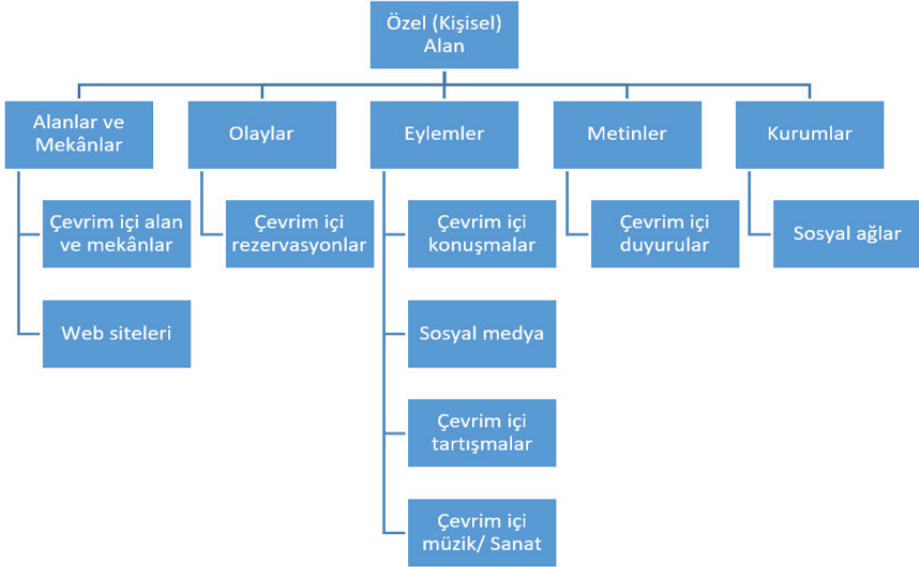 Özel (Kişisel)
Alan
Alanlar ve
Mekânlar
Olaylar
Eylemler
Metinler
Kurumlar
Çevrim içi alan
ve mekânlar
Çevrim içi
rezervasyonlar
Çevrim içi
konuşmalar
Çevrim içi
duyurular
Sosyal ağlar
Web siteleri
Sosyal medya
Çevrim içi
tartışmalar
Çevrim içi
müzik/ Sanat